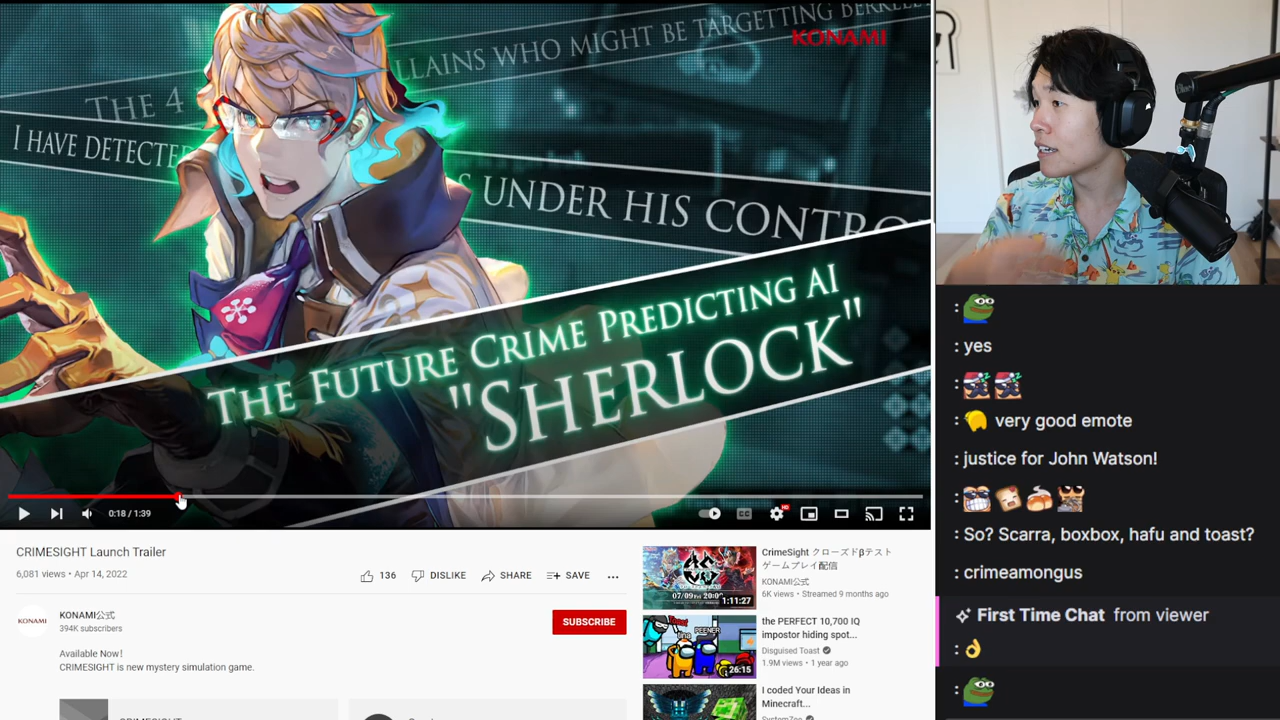 THE 4
LLAINS WHO MIGHT BE TARGETTING
KONAMI
I HAVE DETECTE
S UNDER HIS CONTRO
THE FUTURE CRIME PREDICTING AI
"SHERLOCK"
0:18 / 1:39
CC
HD
CRIMESIGHT Launch Trailer
6,081 views • Apr 14, 2022
136
DISLIKE
SHARE
SAVE
KONAMI
KONAMI公式
394K subscribers
SUBSCRIBE
Available Now！
CRIMESIGHT is new mystery simulation game.
07/09
1:11:27
CrimeSight クローズドβテスト
ゲームプレイ配信
KONAMI公式
6K views • Streamed 9 months ago
26:15
the PERFECT 10,700 IQ
impostor hiding spot...
Disguised Toast
1.9M views • 1 year ago
I coded Your Ideas in
Minecraft...
: yes
: very good emote
: justice for John Watson!
: So? Scarra, boxbox, hafu and toast?
: crimeamongus
First Time Chat from viewer